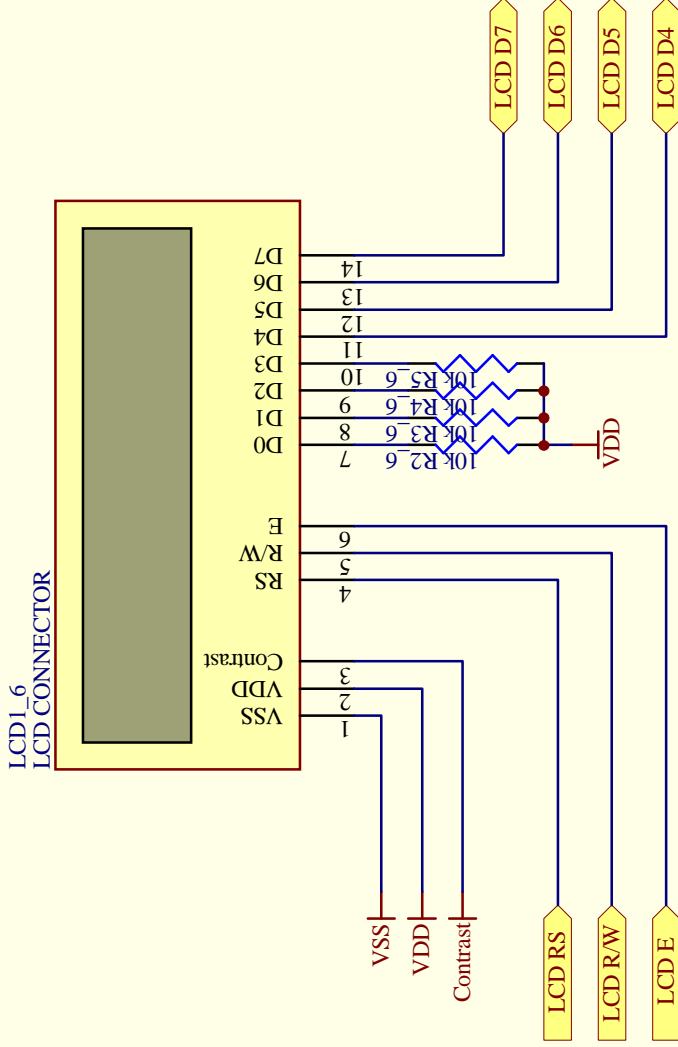 LCD1_6
LCD CONNECTOR
D7
D6
D5
D4
D3
D2
D1
D0
E
R/W
RS
Contrast
VDD
VSS
14
13
12
11
10
9
8
7
6
5
4
3
2
1
R5_6
10k
R4_6
10k
R3_6
10k
R2_6
10k
VDD
LCD D7
LCD D6
LCD D5
LCD D4
VSS
VDD
Contrast
LCD RS
LCD R/W
LCD E